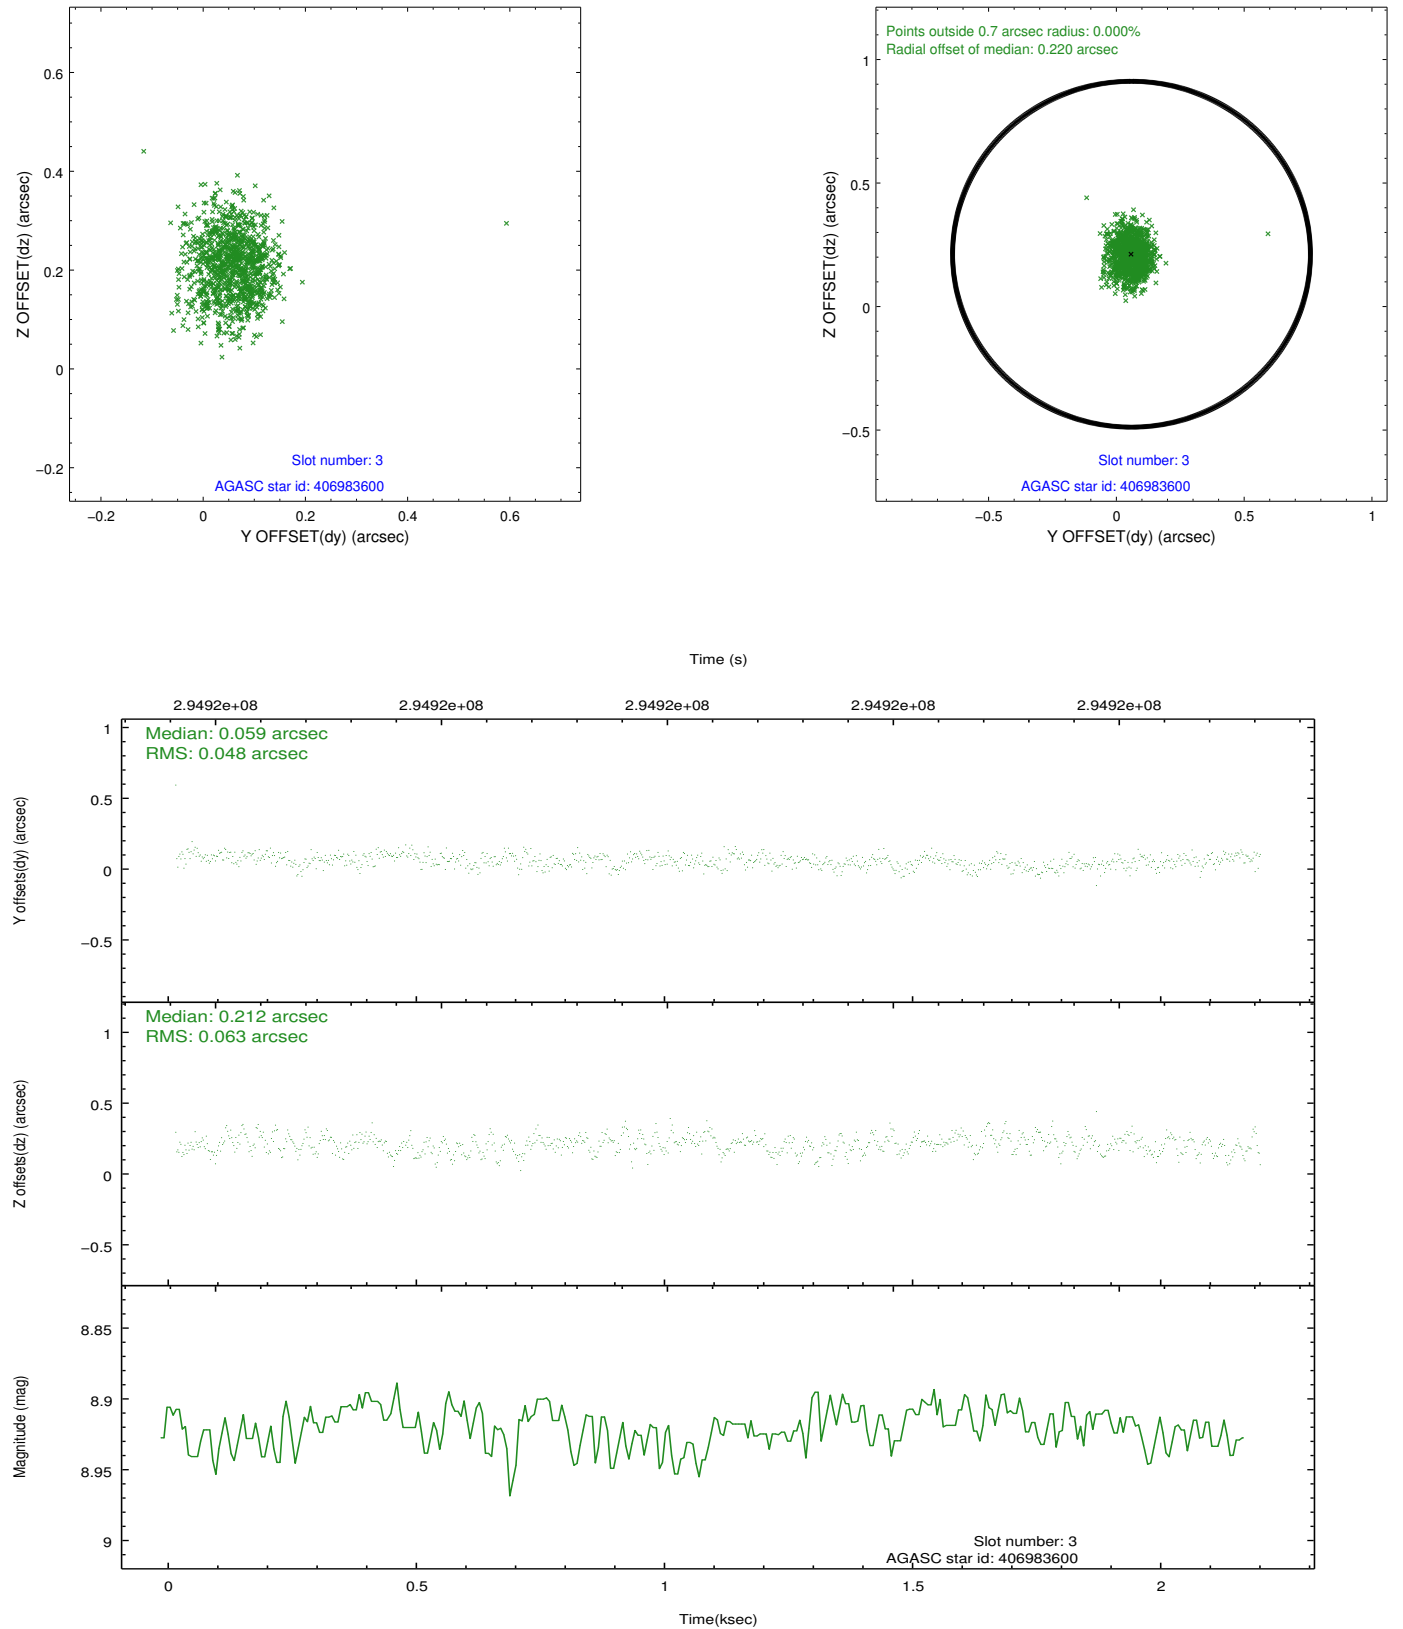 0.6
0.4
0.2
0
−0.2
Z OFFSET(dz) (arcsec)
Slot number: 3
AGASC star id: 406983600
−0.2 0 0.2 0.4 0.6
Y OFFSET(dy) (arcsec)
Points outside 0.7 arcsec radius: 0.000%
Radial offset of median: 0.220 arcsec
1
0.5
0
−0.5
Z OFFSET(dz) (arcsec)
Slot number: 3
AGASC star id: 406983600
−0.5 0 0.5 1
Y OFFSET(dy) (arcsec)
Time (s)
2.9492e+08 2.9492e+08 2.9492e+08 2.9492e+08 2.9492e+08
Median: 0.059 arcsec
RMS: 0.048 arcsec
1
0.5
0
−0.5
Y offsets(dy) (arcsec)
Median: 0.212 arcsec
RMS: 0.063 arcsec
1
0.5
0
−0.5
Z offsets(dz) (arcsec)
8.85
8.9
8.95
9
Magnitude (mag)
Slot number: 3
AGASC star id: 406983600
0 0.5 1 1.5 2
Time(ksec)